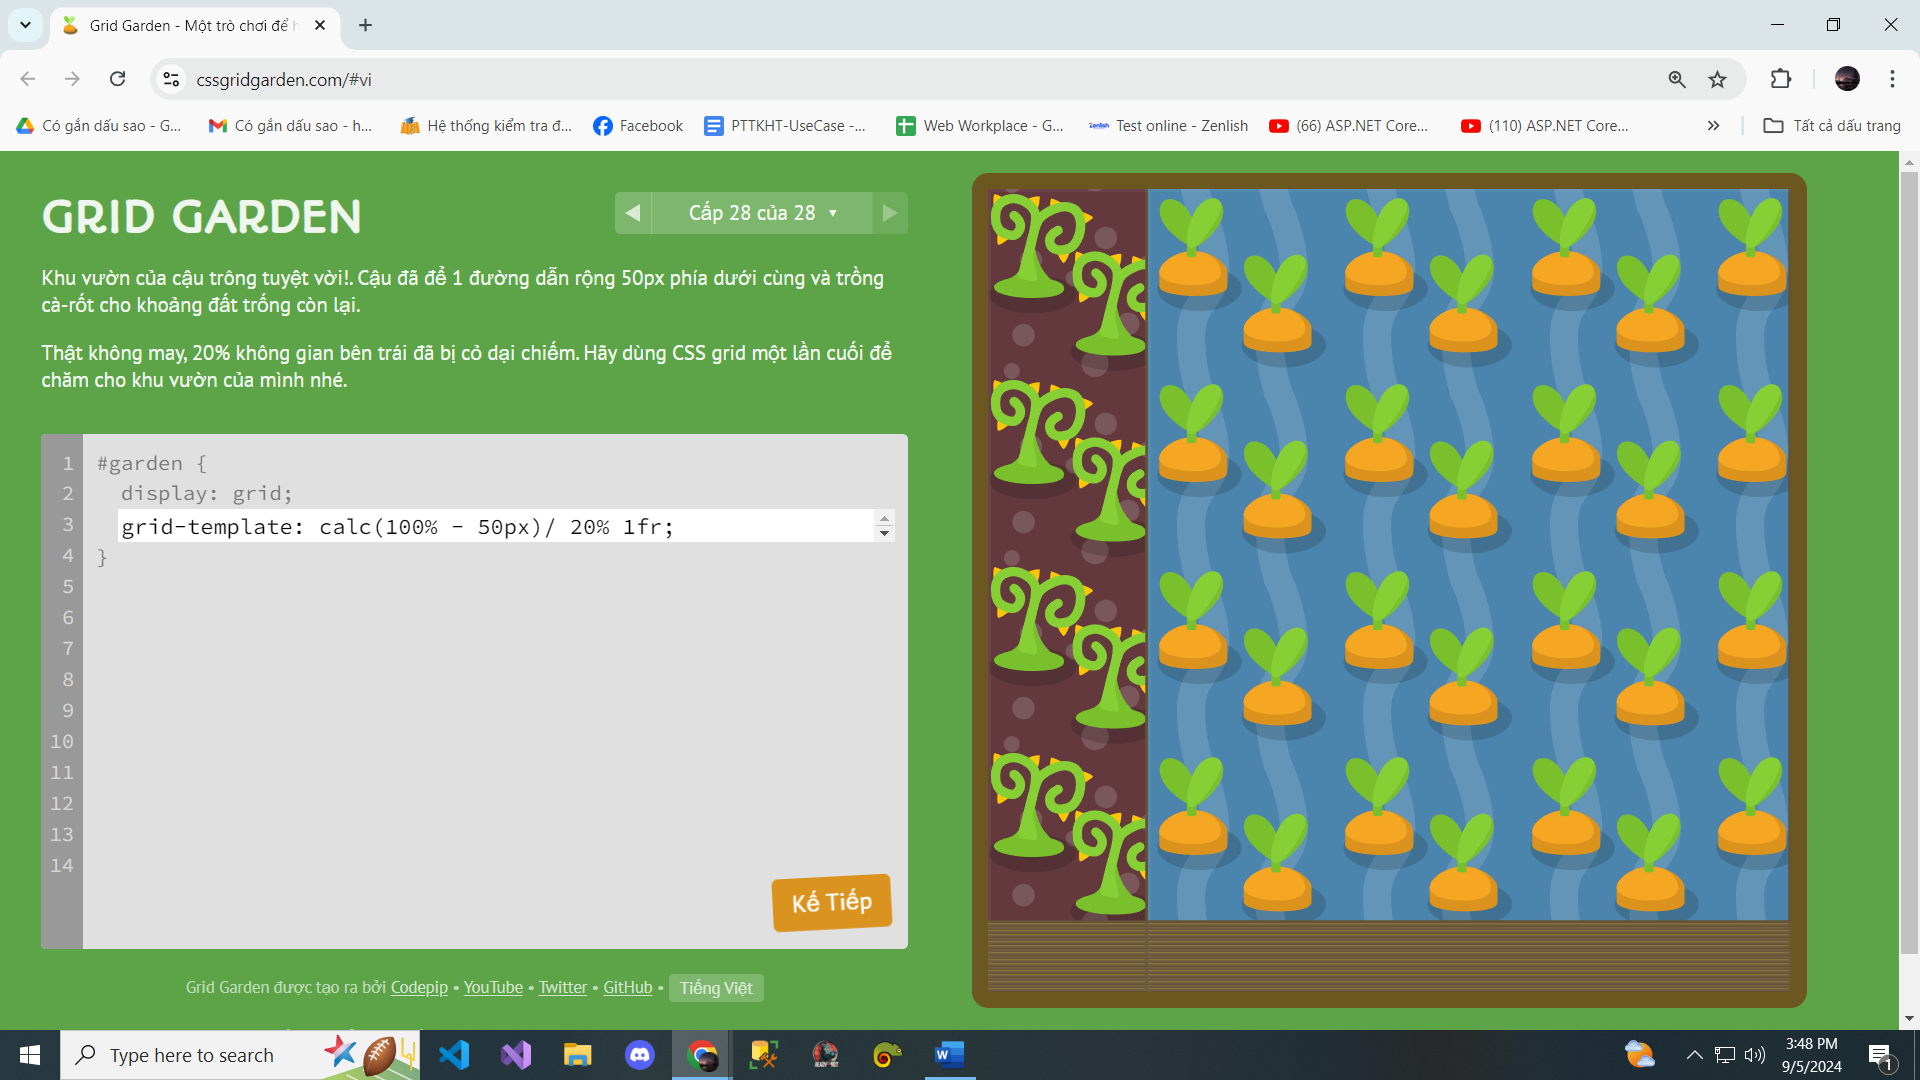 Grid Garden - Một trò chơi để h
cssgridgarden.com/#vi
Có gắn dấu sao - G...
Có gắn dấu sao - h...
Hệ thống kiểm tra đ...
Facebook
PTTKHT-UseCase -...
Web Workplace - G...
Zenlish
Test online - Zenlish
(66) ASP.NET Core...
(110) ASP.NET Core...
Tất cả dấu trang
GRID GARDEN
Cấp 28 của 28
Khu vườn của cậu trông tuyệt vời!. Cậu đã để 1 đường dẫn rộng 50px phía dưới cùng và trồng
cà-rốt cho khoảng đất trống còn lại.
Thật không may, 20% không gian bên trái đã bị cỏ dại chiếm. Hãy dùng CSS grid một lần cuối để
chăm cho khu vườn của mình nhé.
1 #garden {
2 display: grid;
3 grid-template: calc(100% - 50px)/ 20% 1fr;
4 }
5
6
7
8
9
10
11
12
13
14
Kế Tiếp
Grid Garden được tạo ra bởi Codepip • YouTube • Twitter • GitHub • Tiếng Việt
Type here to search
READY OR NOT
W
3:48 PM
9/5/2024
1